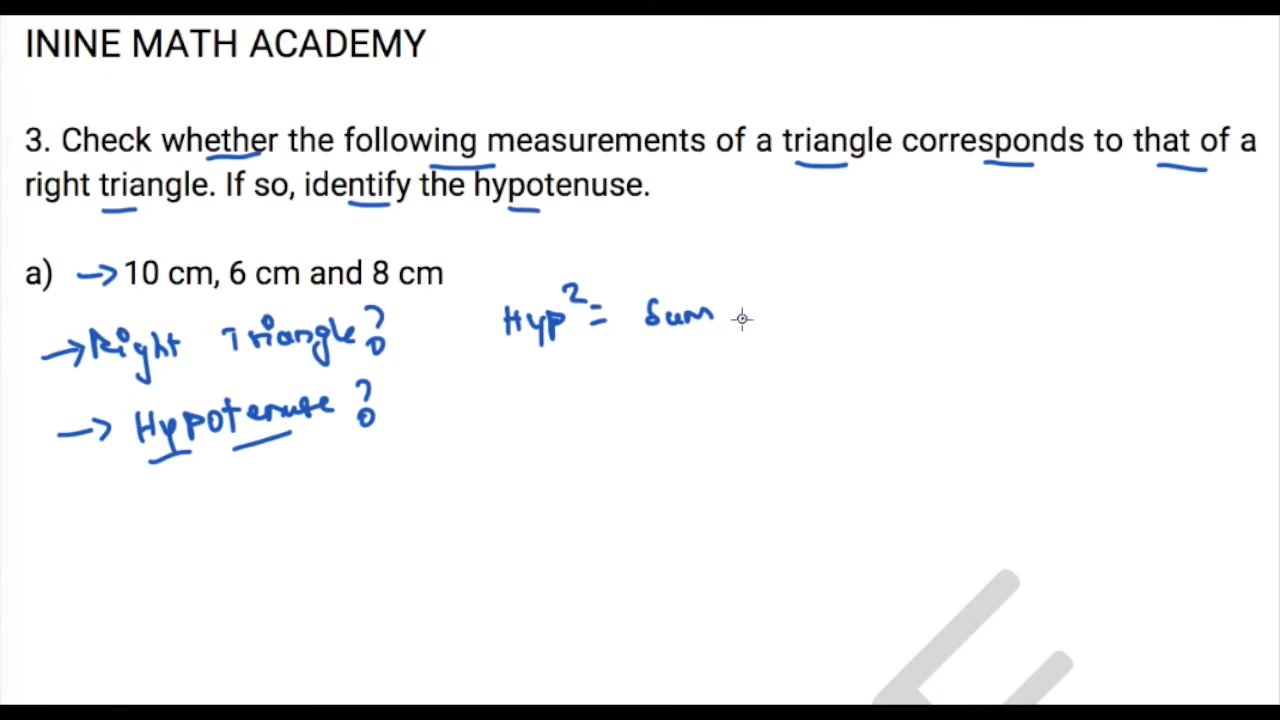 ININE MATH ACADEMY
3. Check whether the following measurements of a triangle corresponds to that of a
right triangle. If so, identify the hypotenuse.
a) → 10 cm, 6 cm and 8 cm
→ Right Triangle?
Hyp² = Sum
→ Hypotenuse?